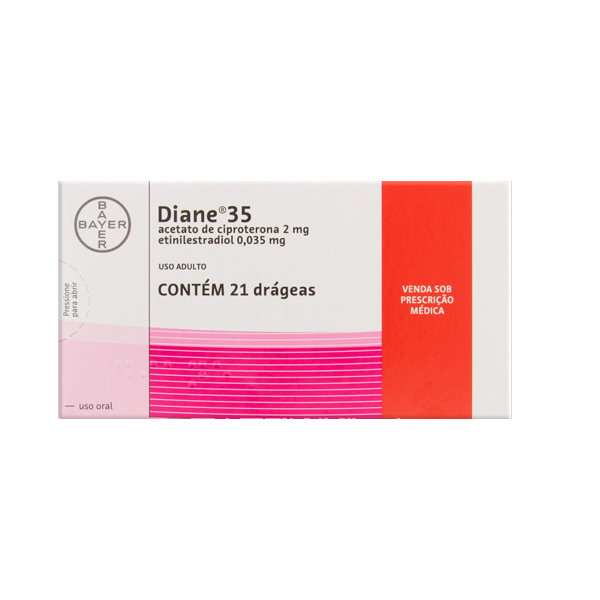 BAYER
BAYER
Diane®35
acetato de ciproterona 2 mg
etinilestradiol 0,035 mg
USO ADULTO
CONTÉM 21 drágeas
VENDA SOB
PRESCRIÇÃO
MÉDICA
Pressione
para abrir
— uso oral